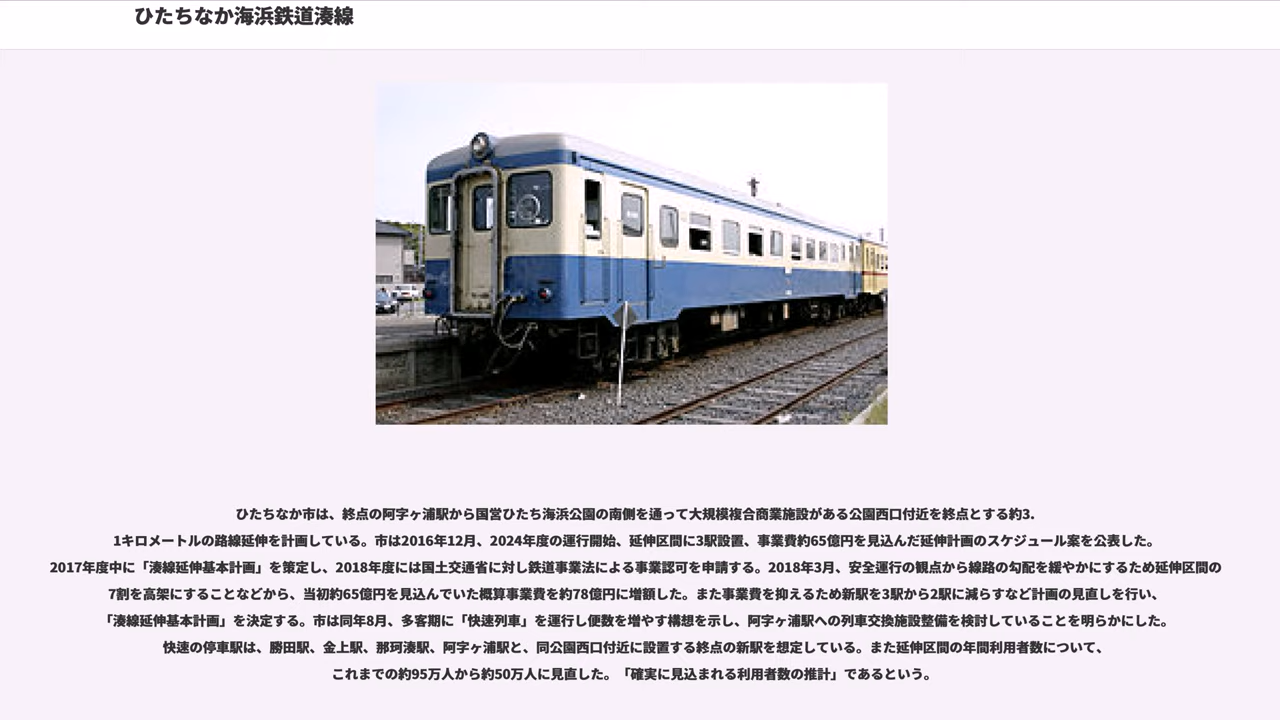 ひたちなか海浜鉄道湊線
ひたちなか市は、終点の阿字ヶ浦駅から国営ひたち海浜公園の南側を通って大規模複合商業施設がある公園西口付近を終点とする約3.
1キロメートルの路線延伸を計画している。市は2016年12月、2024年度の運行開始、延伸区間に3駅設置、事業費約65億円を見込んだ延伸計画のスケジュール案を公表した。
2017年度中に「湊線延伸基本計画」を策定し、2018年度には国土交通省に対し鉄道事業法による事業認可を申請する。2018年3月、安全運行の観点から線路の勾配を緩やかにするため延伸区間の
7割を高架にすることなどから、当初約65億円を見込んでいた概算事業費を約78億円に増額した。また事業費を抑えるため新駅を3駅から2駅に減らすなど計画の見直しを行い、
「湊線延伸基本計画」を決定する。市は同年8月、多客期に「快速列車」を運行し便数を増やす構想を示し、阿字ヶ浦駅への列車交換施設整備を検討していることを明らかにした。
快速の停車駅は、勝田駅、金上駅、那珂湊駅、阿字ヶ浦駅と、同公園西口付近に設置する終点の新駅を想定している。また延伸区間の年間利用者数について、
これまでの約95万人から約50万人に見直した。「確実に見込まれる利用者数の推計」であるという。